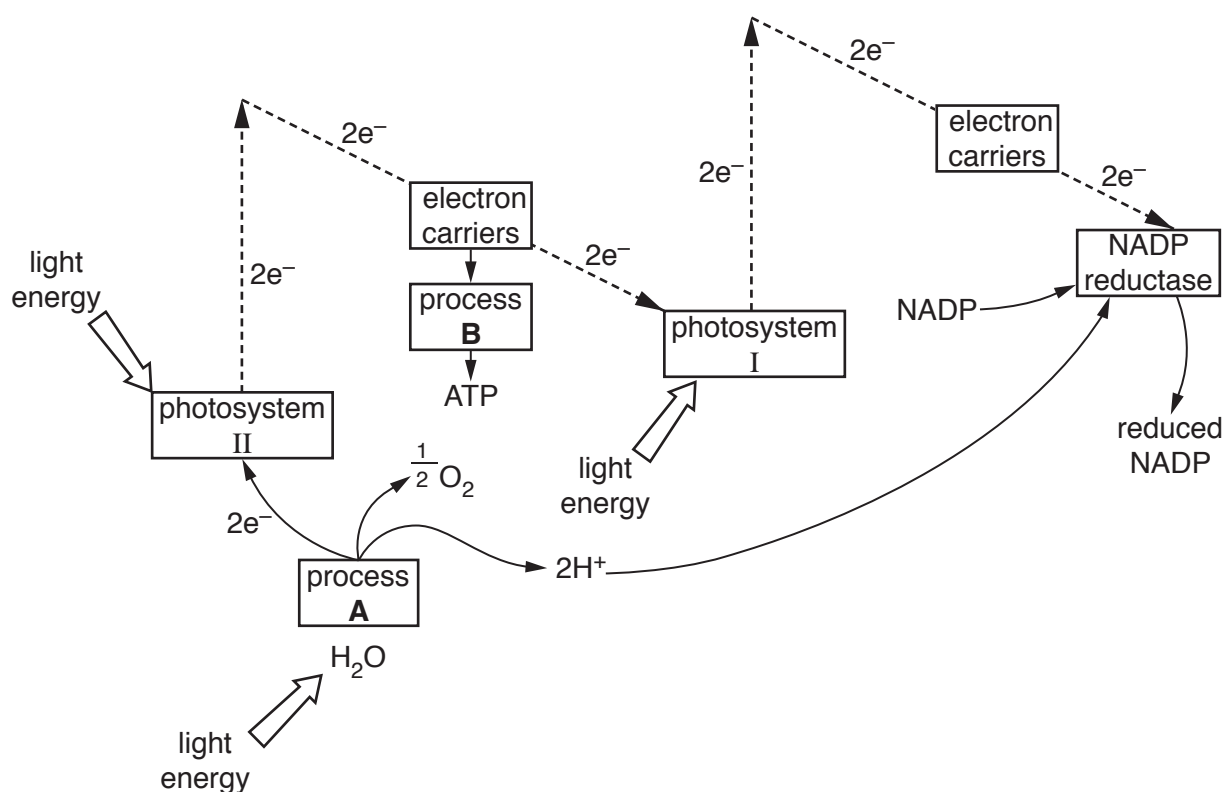 2e–
electron
carriers
2e–
2e–
2e–
NADP
reductase
NADP
reduced
NADP
2e–
electron
carriers
2e–
process
B
ATP
photosystem
I
light
energy
light
energy
2e–
photosystem
II
2e–
1/2 O2
2H+
process
A
H2O
light
energy